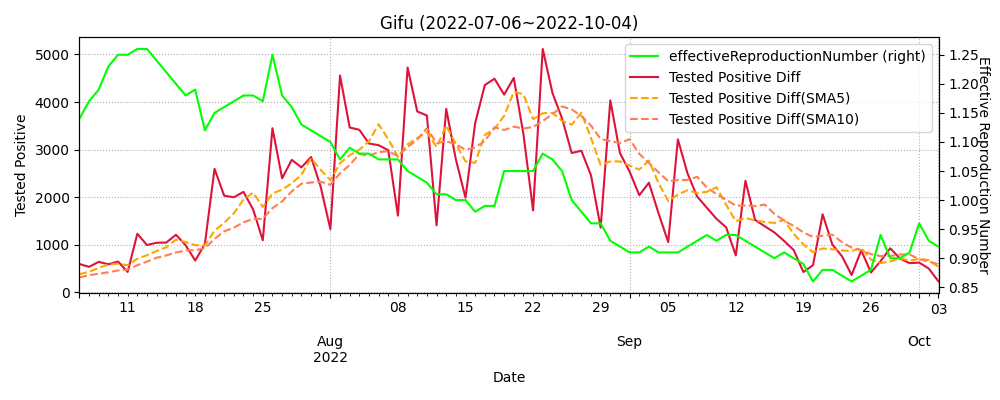 Gifu (2022-07-06~2022-10-04)
effectiveReproductionNumber (right)
Tested Positive Diff
Tested Positive Diff(SMA5)
Tested Positive Diff(SMA10)
Tested Positive
5000
4000
3000
2000
1000
0
Effective Reproduction Number
1.25
1.20
1.15
1.10
1.05
1.00
0.95
0.90
0.85
11 18 25 08 15 22 29 05 12 19 26 03
Aug Sep Oct
2022
Date